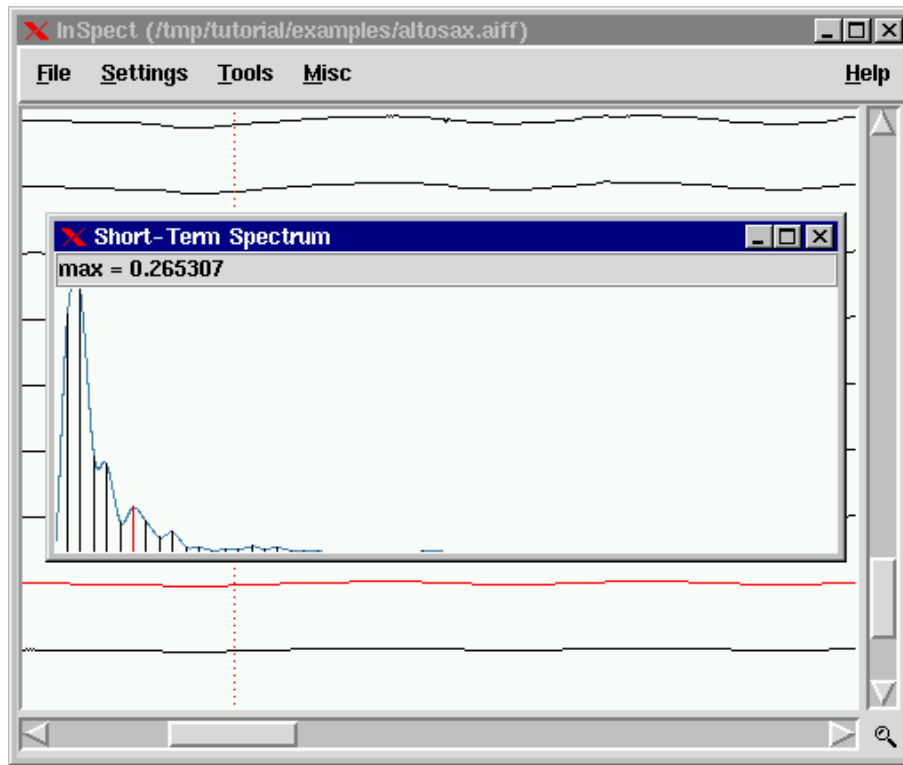 InSpect (/tmp/tutorial/examples/altosax.aiff)
File Settings Tools Misc Help
Short-Term Spectrum
max = 0.265307